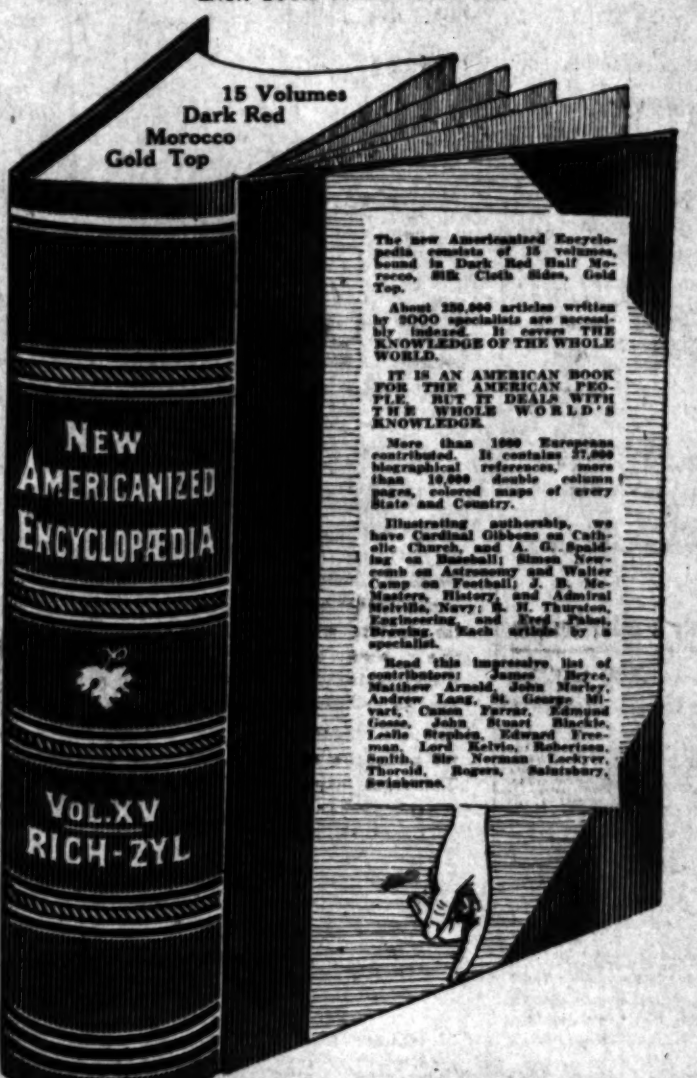 15 Volumes
Dark Red
Morocco
Gold Top
NEW
AMERICANIZED
ENCYCLOPÆDIA
VOL.XV
RICH-ZYL
The new Americanized Encyclo-
pedia consists of 15 volumes,
bound in Dark Red Half Mo-
rocco, Silk Cloth Sides, Gold
Top.
About articles written
by specialists are accessi-
bly indexed. It covers THE
KNOWLEDGE OF THE WHOLE
WORLD.
IT IS AN AMERICAN BOOK
FOR THE AMERICAN PEO-
PLE, BUT IT DEALS WITH
THE WHOLE WORLD'S
KNOWLEDGE.
More than 1000 Europeans
contributed. It contains 37,000
biographical references, more
than 10,000 double column
pages, colored maps of every
State and Country.
Illustrating authorship, we
have Cardinal Gibbons on Cath-
olic Church, and A. G. Spald-
ing on Baseball; Simon New-
comb on Astronomy and Walter
Camp on Football; J. B. Mc-
Masters, History, and Admiral
Melville, Navy; R. H. Thurston,
Engineering, and Fred Pabst,
Brewing. Each article by a
specialist.
Read this impressive list of
contributors: James Bryce,
Matthew Arnold, John Morley,
Andrew Lang, St. George Mi-
vart, Canon Farrar, Edmund
Gosse, John Stuart Blackie,
Leslie Stephen, Edward Free-
man, Lord Kelvin, Robertson,
Smith, Sir Norman Lockyer,
Thorold, Rogers, Saintsbury,
Swinburne.